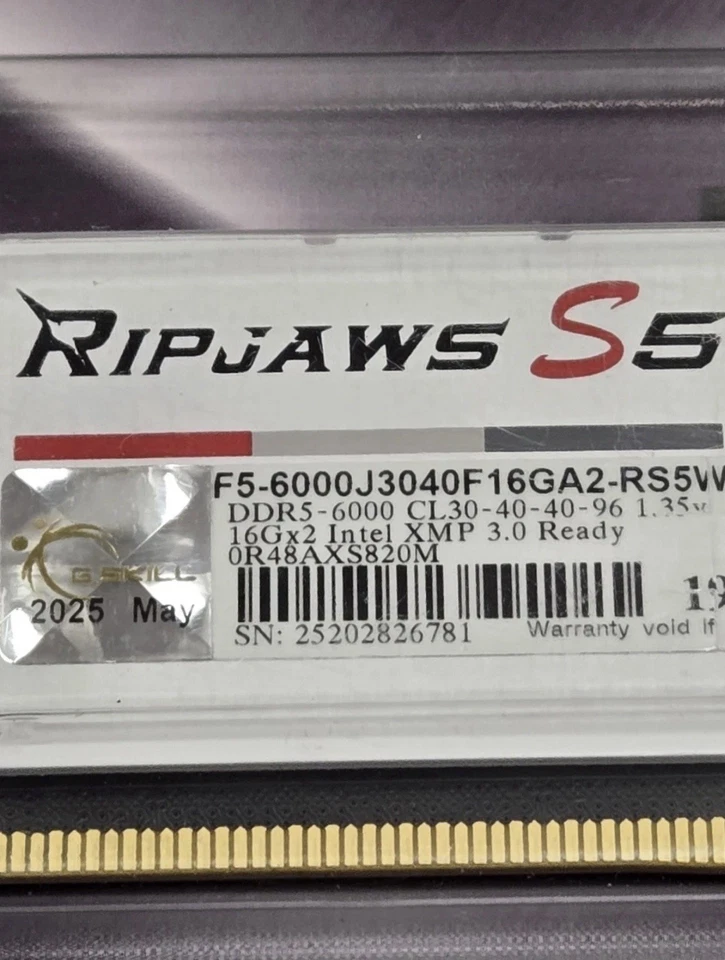 RIPJAWS S5
F5-6000J3040F16GA2-RS5W
DDR5-6000 CL30-40-40-96 1.35v
16Gx2 Intel XMP 3.0 Ready
0R48AXS820M
G.SKILL
2025 May
SN: 25202826781
Warranty void if